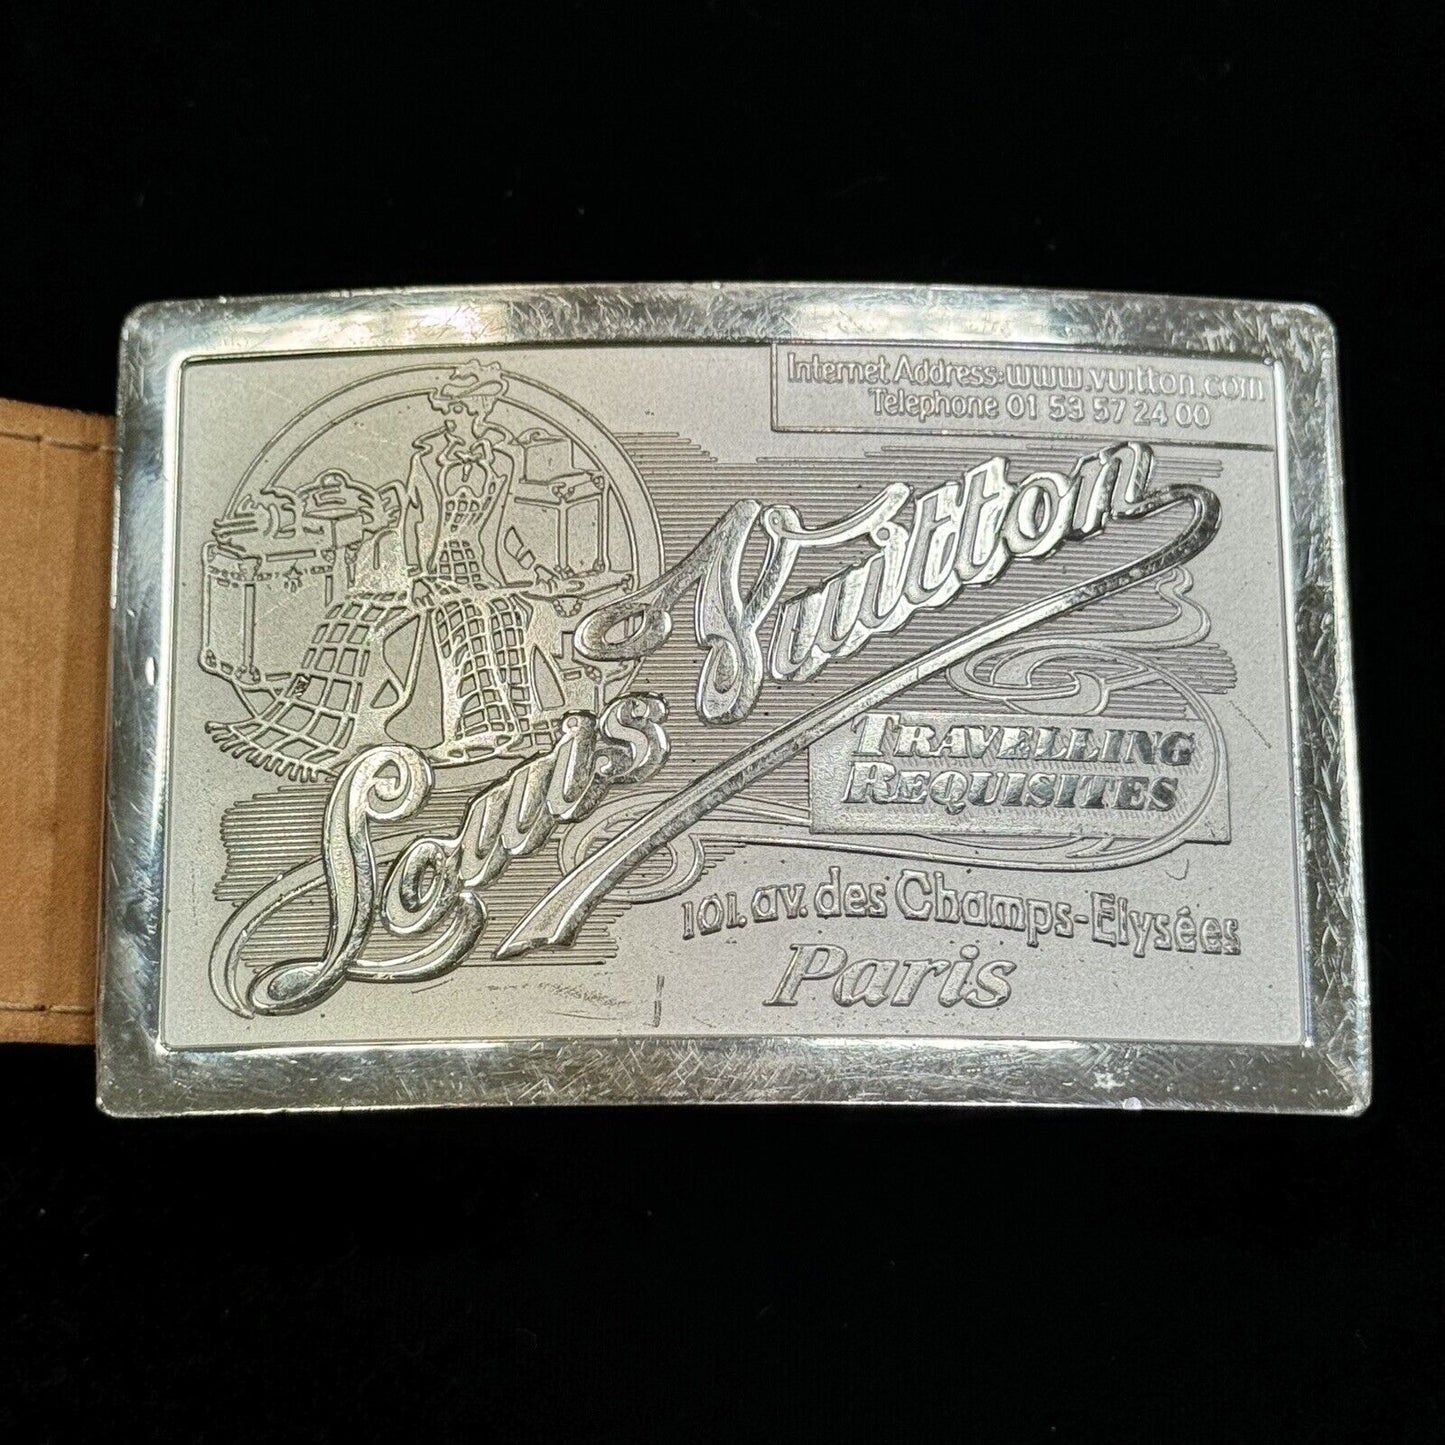 Internet Address:www.vuitton.com
Telephone 01 53 57 24 00
Louis Vuitton
TRAVELLING
REQUISITES
101. av. des Champs-Elysées
Paris